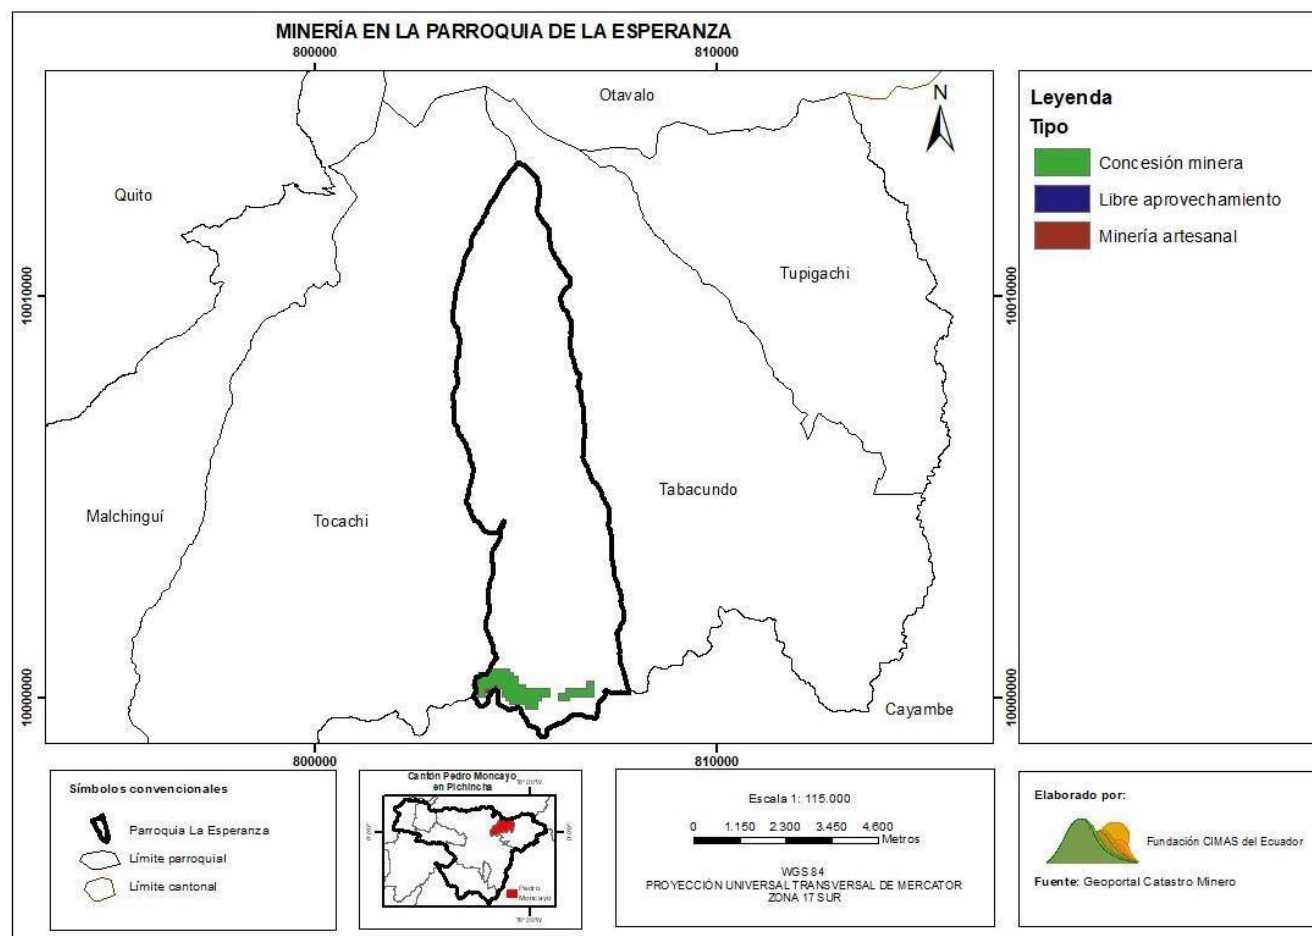 MINERÍA EN LA PARROQUIA DE LA ESPERANZA
800000
810000
Otavalo
N
Quito
Tupigachi
10010000
10010000
Malchinguí
Tocachi
Tabacundo
10000000
10000000
Cayambe
800000
810000
Leyenda
Tipo
Concesión minera
Libre aprovechamiento
Minería artesanal
Símbolos convencionales
Parroquia La Esperanza
Límite parroquial
Límite cantonal
Cantón Pedro Moncayo
en Pichincha
Pedro
Moncayo
Escala 1: 115.000
0 1.150 2.300 3.450 4.600
Metros
WGS 84
PROYECCIÓN UNIVERSAL TRANSVERSAL DE MERCATOR
ZONA 17 SUR
Elaborado por:
Fundación CIMAS del Ecuador
Fuente: Geoportal Catastro Minero